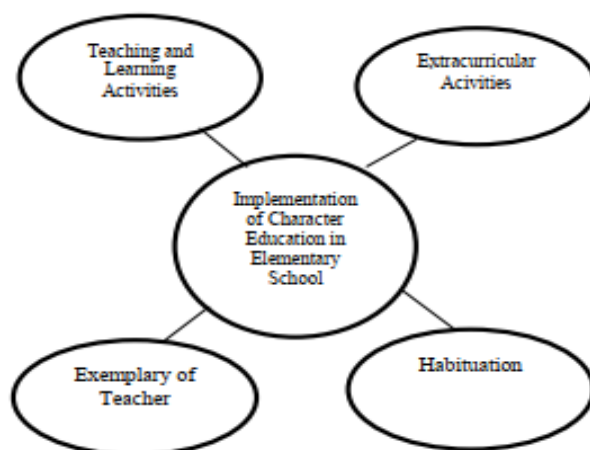 Teaching and
Learning
Activities
Extracurricular
Acivities
Implementation
of Character
Education in
Elementary
School
Exemplary of
Teacher
Habituation